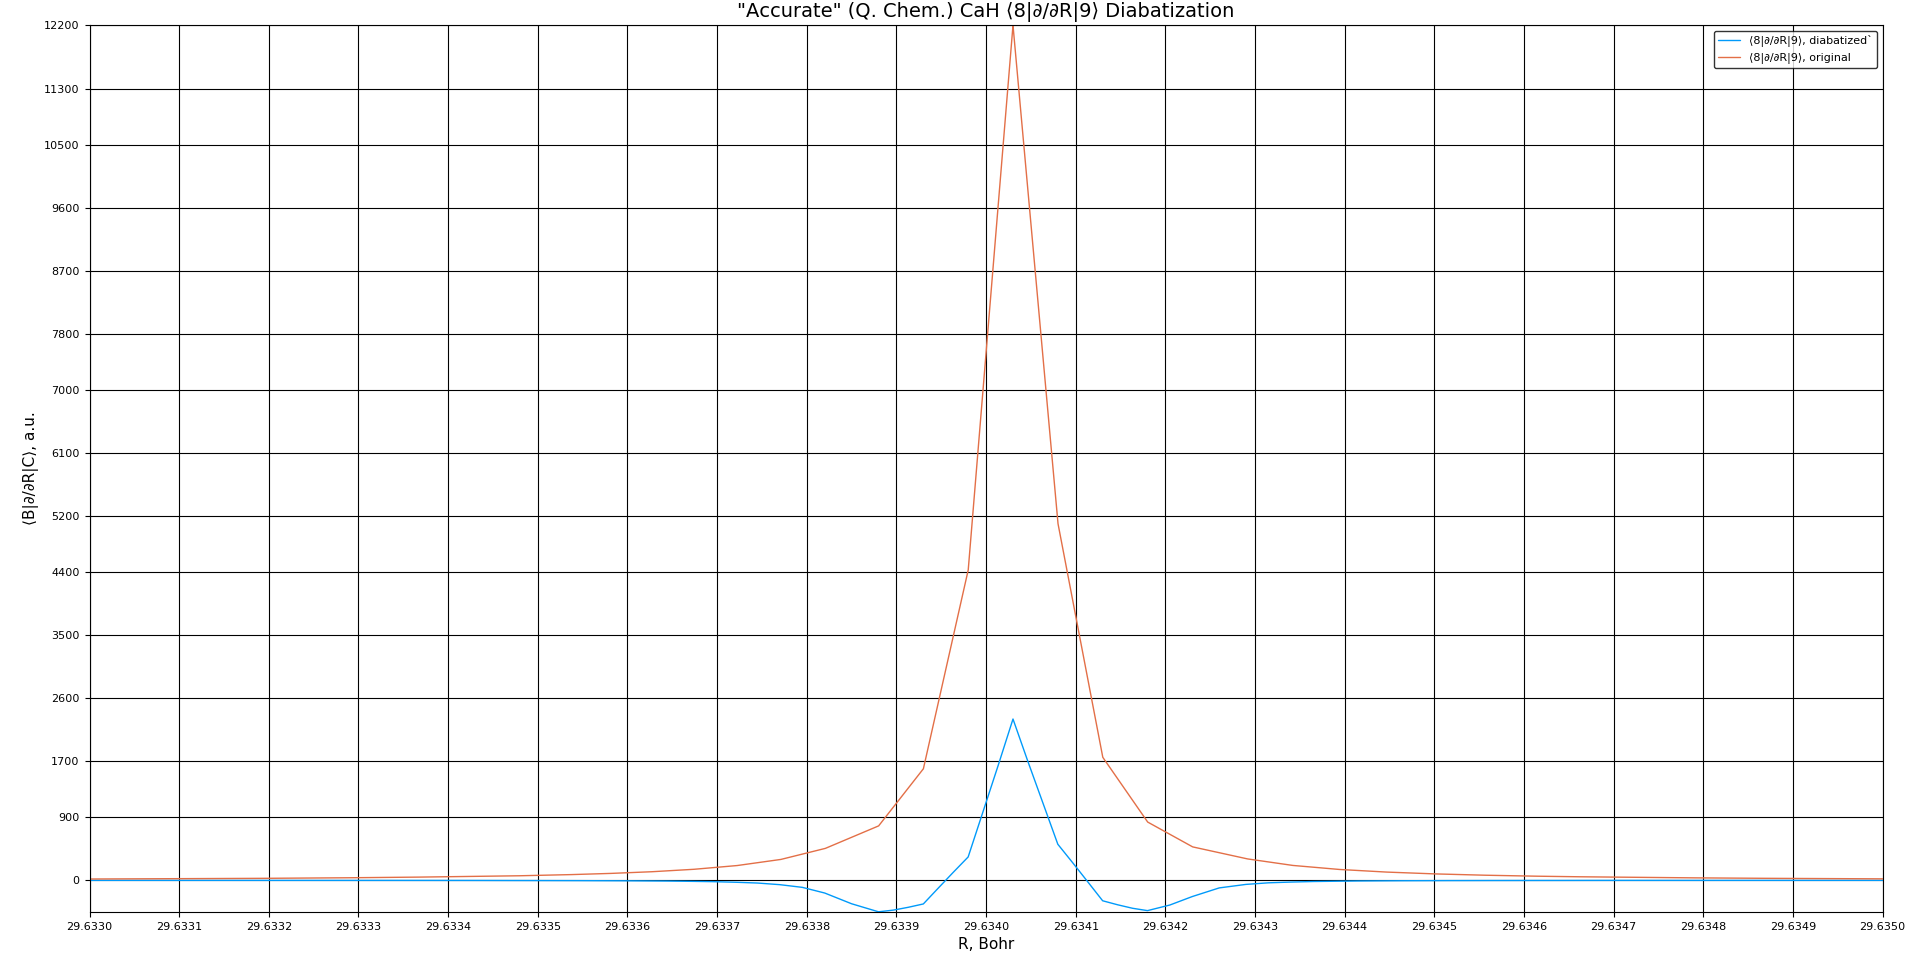 "Accurate" (Q. Chem.) CaH ⟨8|∂/∂R|9⟩ Diabatization
⟨8|∂/∂R|9⟩, diabatized`
⟨8|∂/∂R|9⟩, original
12200
11300
10500
9600
8700
7800
7000
6100
5200
4400
3500
2600
1700
900
0
⟨B|∂/∂R|C⟩, a.u.
29.6330 29.6331 29.6332 29.6333 29.6334 29.6335 29.6336 29.6337 29.6338 29.6339 29.6340 29.6341 29.6342 29.6343 29.6344 29.6345 29.6346 29.6347 29.6348 29.6349 29.6350
R, Bohr